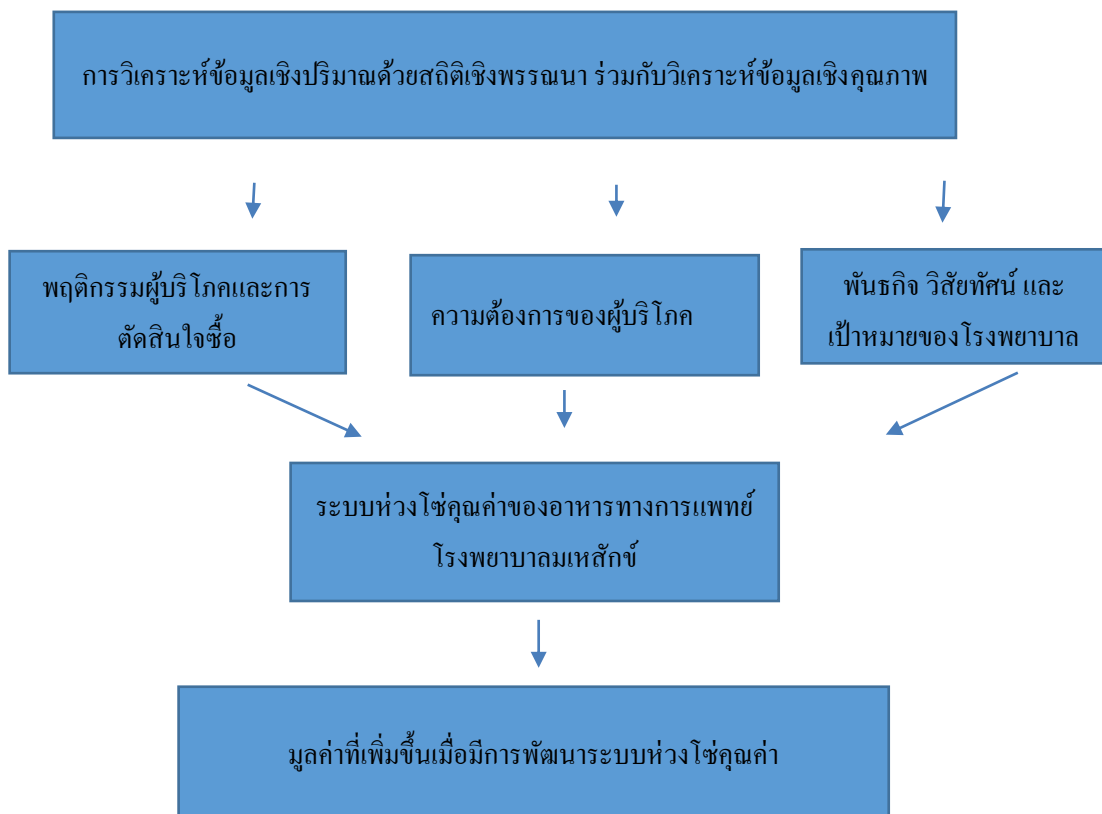 การวิเคราะห์ข้อมูลเชิงปริมาณด้วยสถิติเชิงพรรณนา ร่วมกับวิเคราะห์ข้อมูลเชิงคุณภาพ
พฤติกรรมผู้บริโภคและการ
ตัดสินใจซื้อ
ความต้องการของผู้บริโภค
พันธกิจ วิสัยทัศน์ และ
เป้าหมายของโรงพยาบาล
ระบบห่วงโซ่คุณค่าของอาหารทางการแพทย์
โรงพยาบาลมเหสักข์
มูลค่าที่เพิ่มขึ้นเมื่อมีการพัฒนาระบบห่วงโซ่คุณค่า